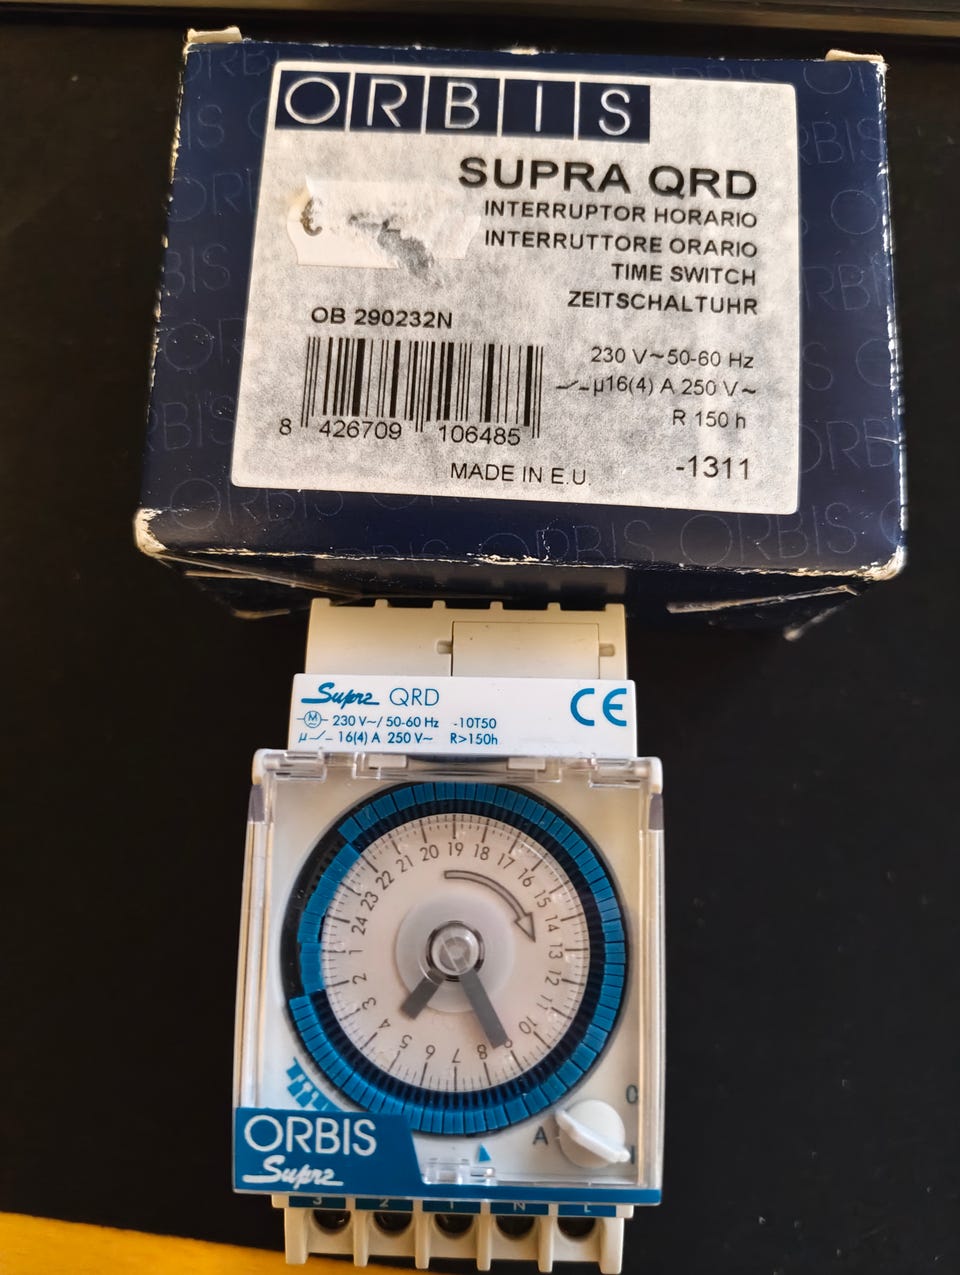 ORBIS
SUPRA QRD
INTERRUPTOR HORARIO
INTERRUTTORE ORARIO
TIME SWITCH
ZEITSCHALTUHR
€
OB 290232N
230 V~50-60 Hz
µ16(4) A 250 V~
R 150 h
8 426709 106485
MADE IN E.U.
-1311
Supra QRD
CE
M 230 V~/ 50-60 Hz -10T50
µ 16(4) A 250 V~ R>150h
1 2 3 4 5 6 7 8 9 10 11 12 13 14 15 16 17 18 19 20 21 22 23 24
A
I
ORBIS
Supra
3 2 1 N L